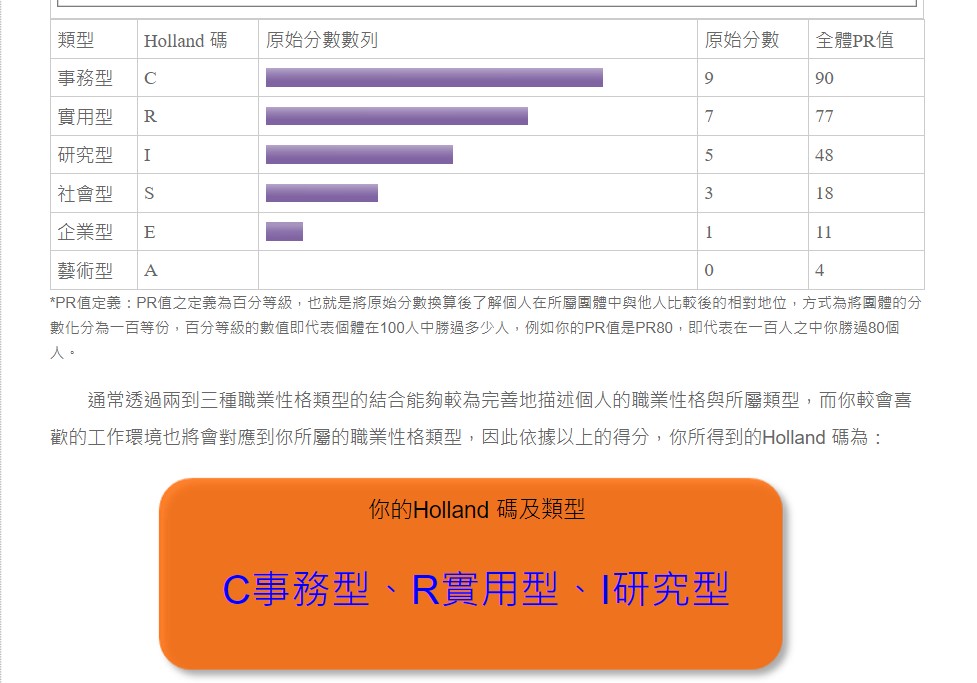 類型 Holland 碼 原始分數數列 原始分數 全體PR值
事務型 C 9 90
實用型 R 7 77
研究型 I 5 48
社會型 S 3 18
企業型 E 1 11
藝術型 A 0 4
*PR值定義：PR值之定義為百分等級，也就是將原始分數換算後了解個人在所屬團體中與他人比較後的相對地位，方式為將團體的分
數化分為一百等份，百分等級的數值即代表個體在100人中勝過多少人，例如你的PR值是PR80，即代表在一百人之中你勝過80個
人。
通常透過兩到三種職業性格類型的結合能夠較為完善地描述個人的職業性格與所屬類型，而你較會喜
歡的工作環境也將會對應到你所屬的職業性格類型，因此依據以上的得分，你所得到的Holland 碼為：
你的Holland 碼及類型
C事務型、R實用型、I研究型